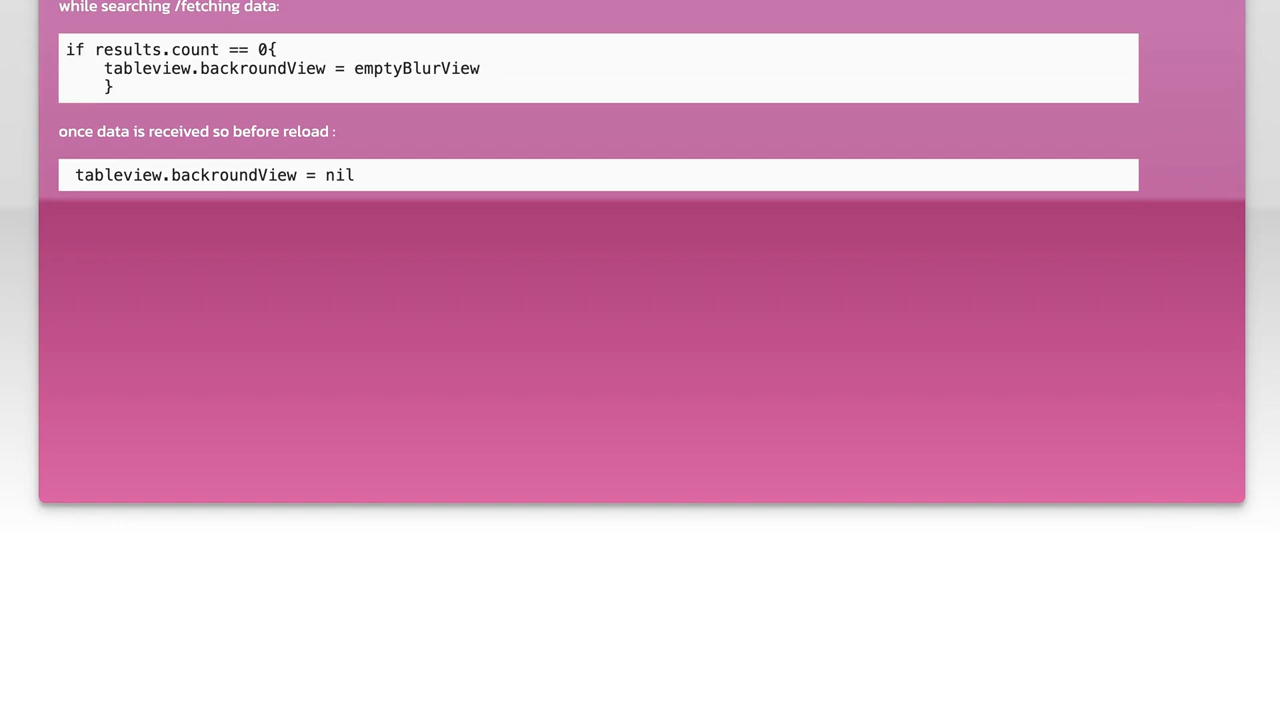 while searching /fetching data:
if results.count == 0{
    tableview.backroundView = emptyBlurView
    }
once data is received so before reload :
 tableview.backroundView = nil